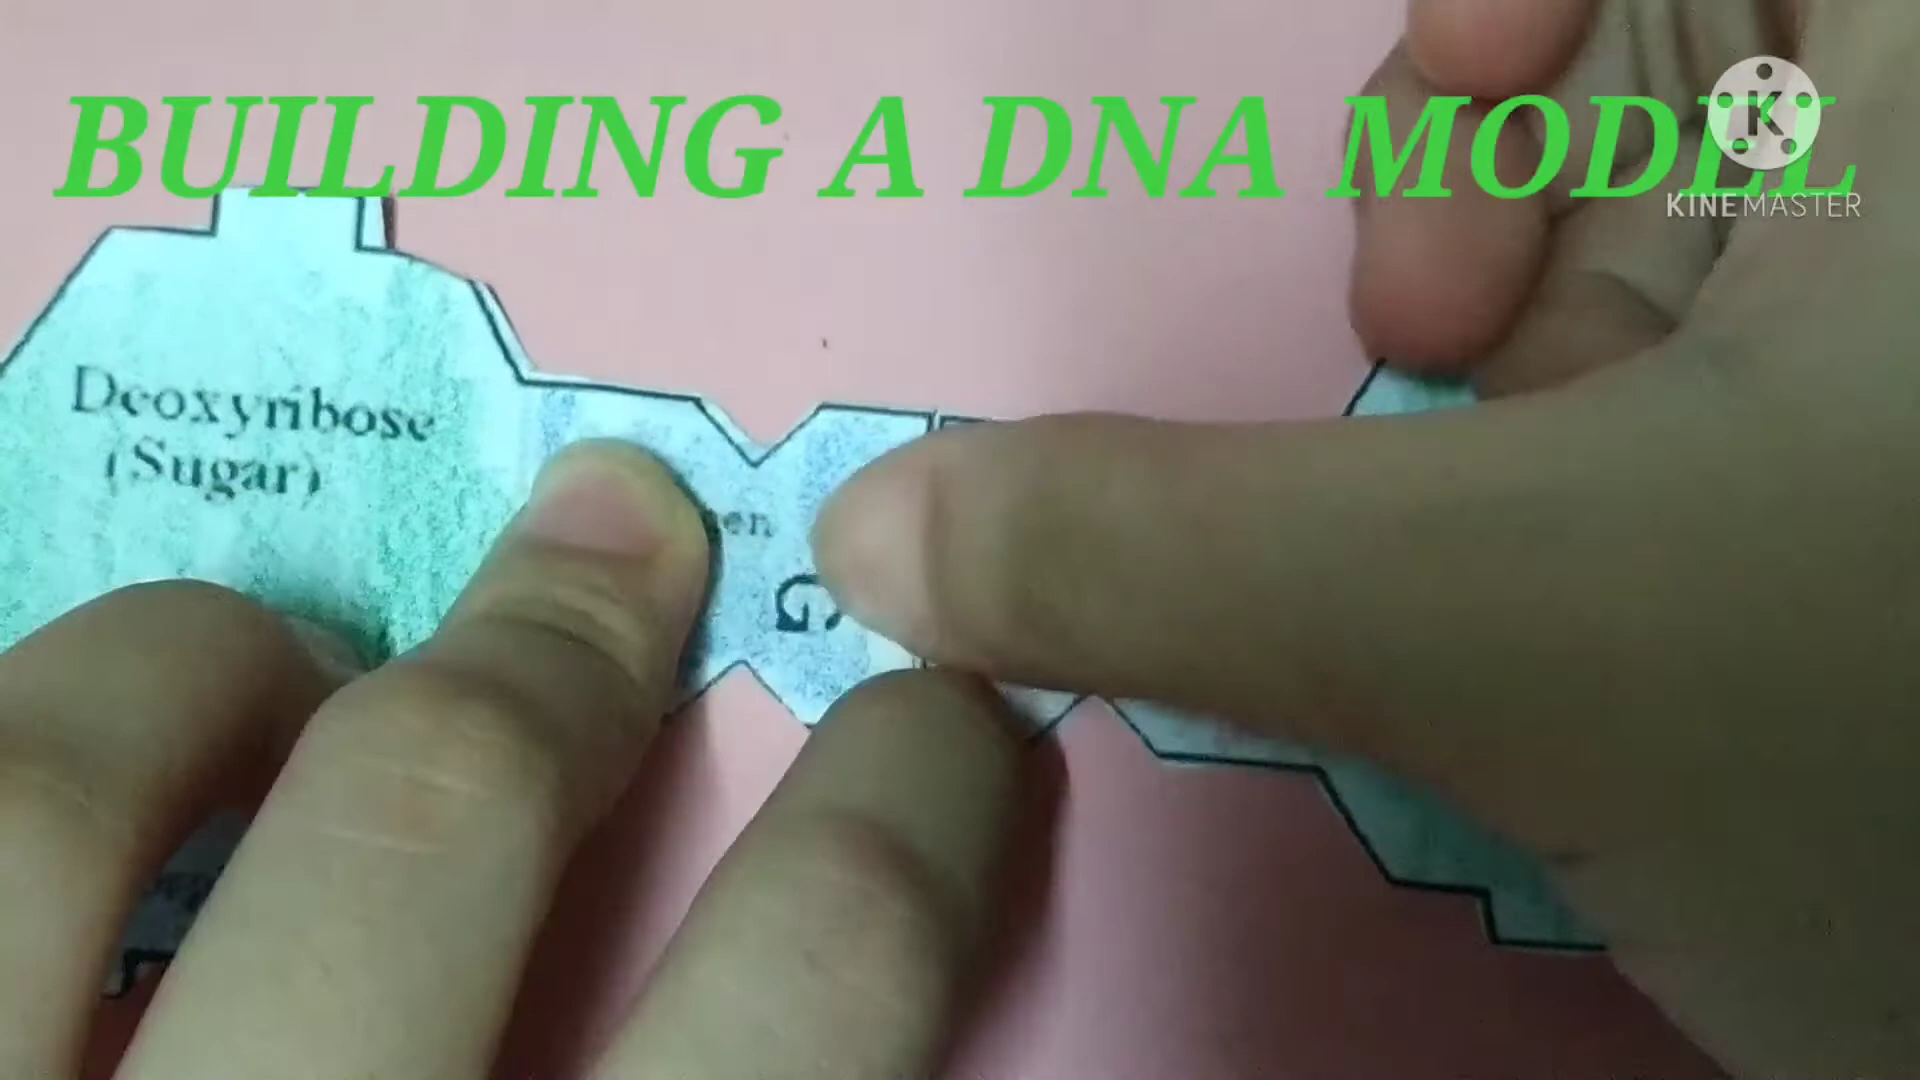 BUILDING A DNA MODEL
K
KINEMASTER
Deoxyribose
(Sugar)
G